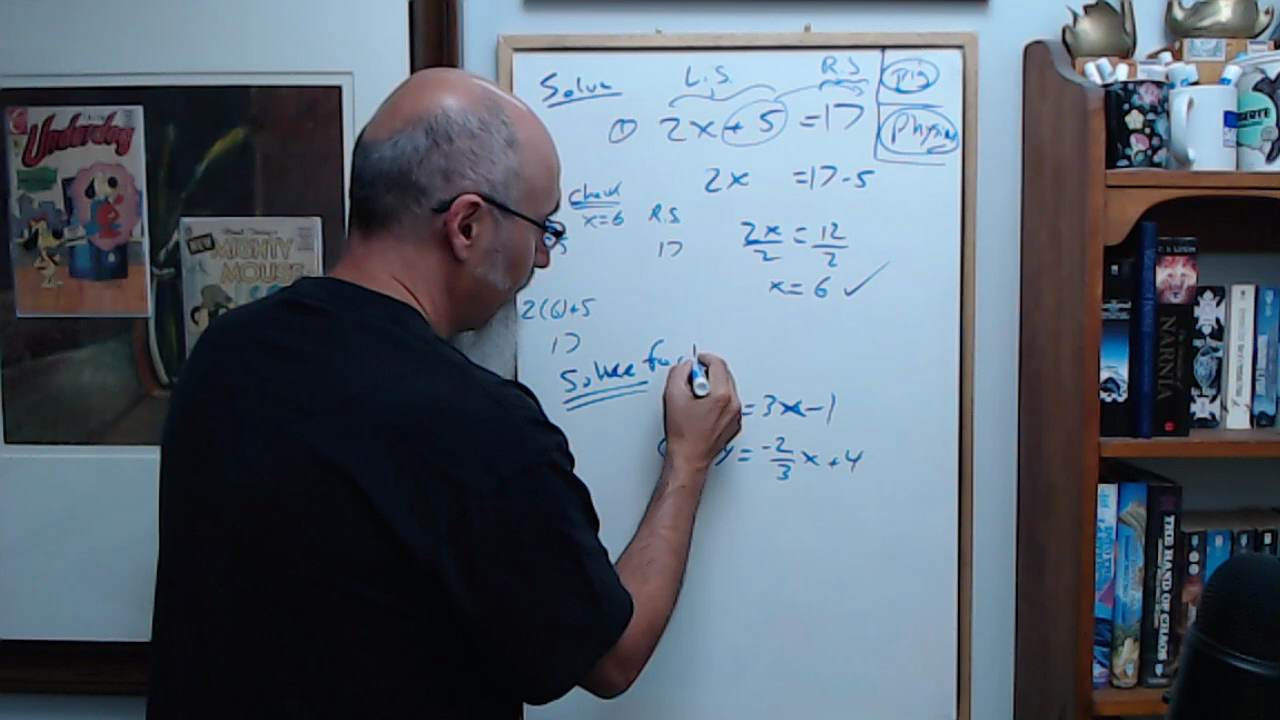 Solve L.S. R.S
① 2x + 5 = 17
Physics
2x = 17 - 5
check
x = 6 R.S.
17
2x/2 = 12/2
x = 6 ✓
2(6)+5
17
Solve for
= 3x - 1
y = -2/3 x + 4
Underdog
NEW
MIGHTY
MOUSE
NARNIA
THE HAND OF CHAOS